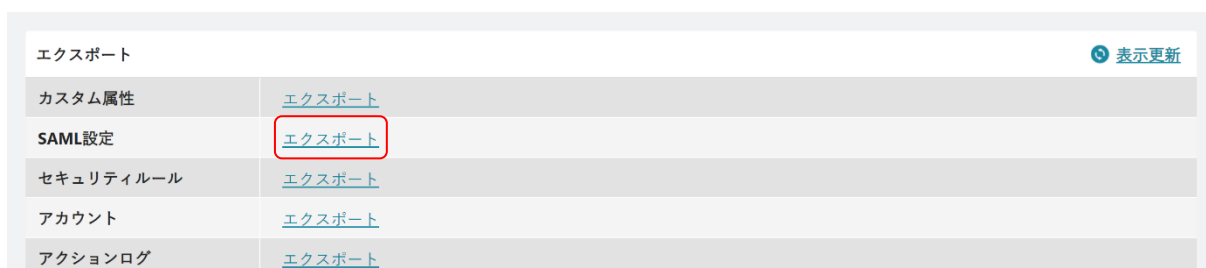 エクスポート 表示更新
カスタム属性 エクスポート
SAML設定 エクスポート
セキュリティルール エクスポート
アカウント エクスポート
アクションログ エクスポート